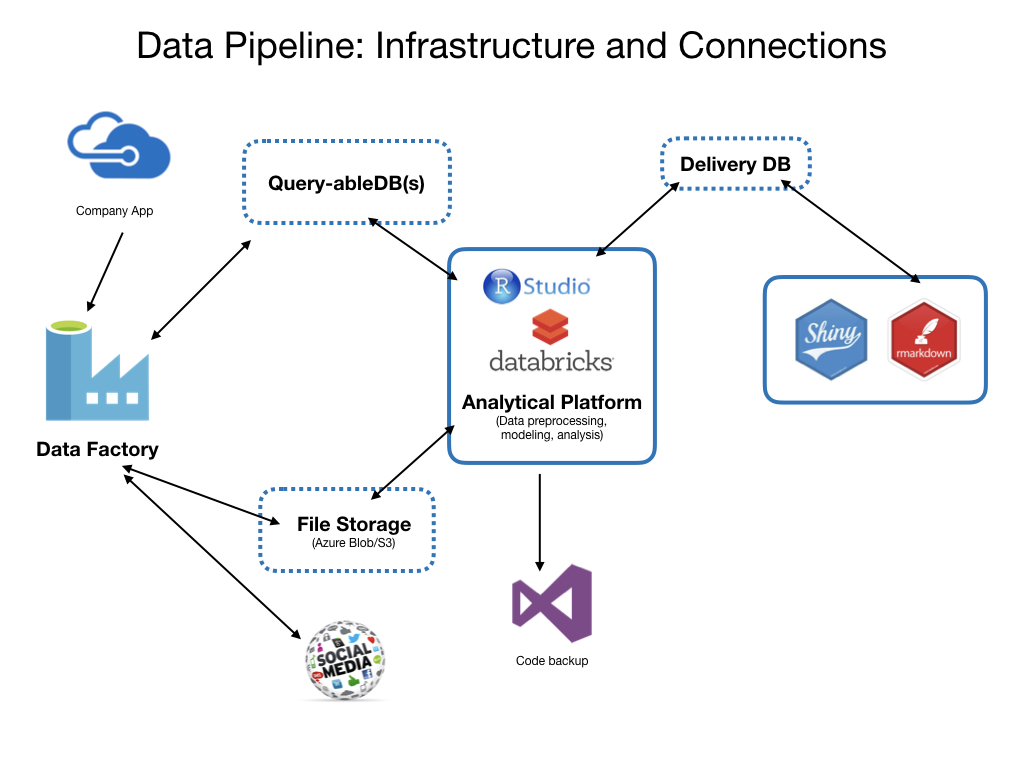 Data Pipeline: Infrastructure and Connections
Company App
Query-ableDB(s)
Delivery DB
R Studio
databricks
Analytical Platform
(Data preprocessing,
modeling, analysis)
Shiny
rmarkdown
Data Factory
File Storage
(Azure Blob/S3)
SOCIAL
MEDIA
Code backup